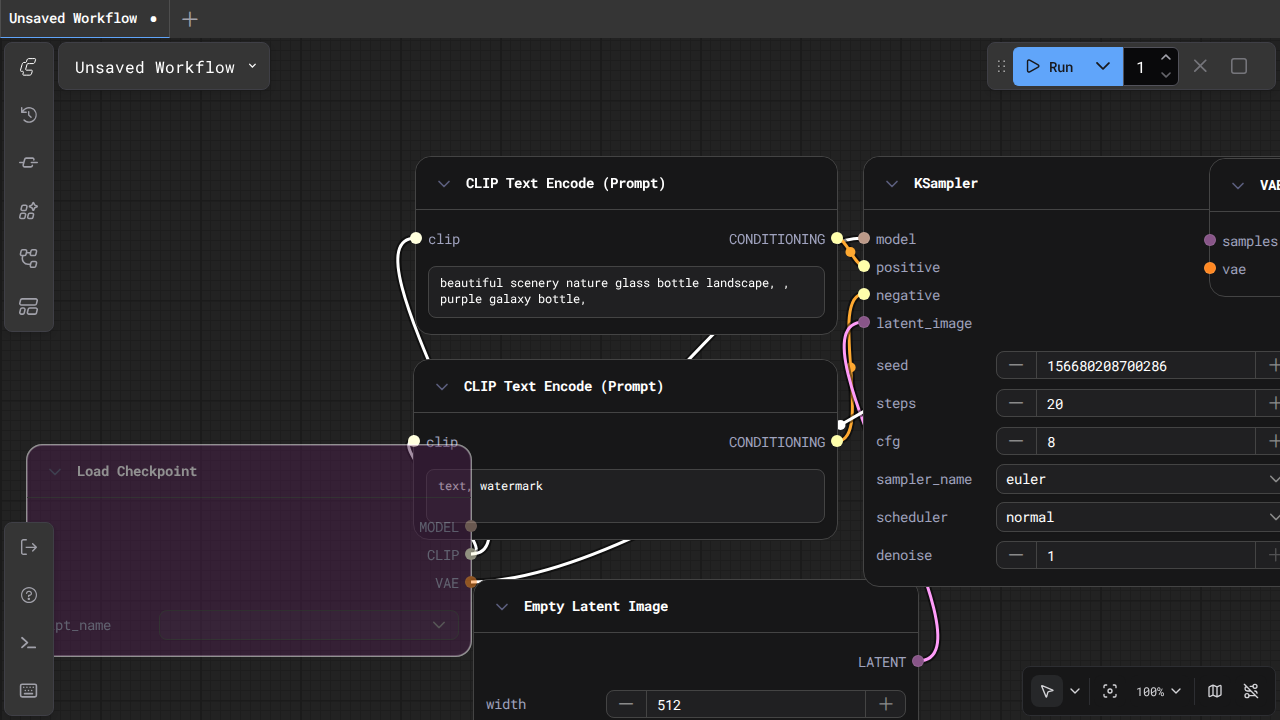 Unsaved Workflow
Unsaved Workflow
Run
1
CLIP Text Encode (Prompt)
clip
CONDITIONING
beautiful scenery nature glass bottle landscape, ,
purple galaxy bottle,
CLIP Text Encode (Prompt)
clip
CONDITIONING
text, watermark
Load Checkpoint
MODEL
CLIP
VAE
pt_name
Empty Latent Image
LATENT
width
512
KSampler
model
positive
negative
latent_image
seed
156680208700286
steps
20
cfg
8
sampler_name
euler
scheduler
normal
denoise
1
VAE
samples
vae
100%